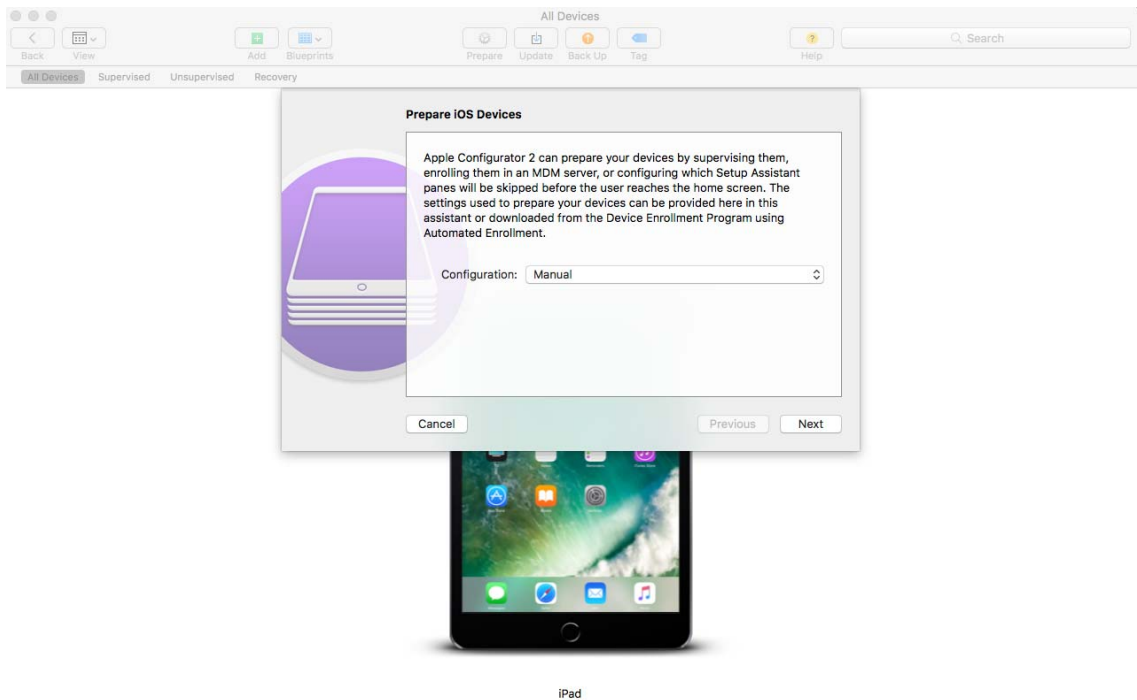 All Devices
Back View Add Blueprints Prepare Update Back Up Tag Help Search
All Devices Supervised Unsupervised Recovery
Prepare iOS Devices
Apple Configurator 2 can prepare your devices by supervising them,
enrolling them in an MDM server, or configuring which Setup Assistant
panes will be skipped before the user reaches the home screen. The
settings used to prepare your devices can be provided here in this
assistant or downloaded from the Device Enrollment Program using
Automated Enrollment.
Configuration: Manual
Cancel Previous Next
iPad